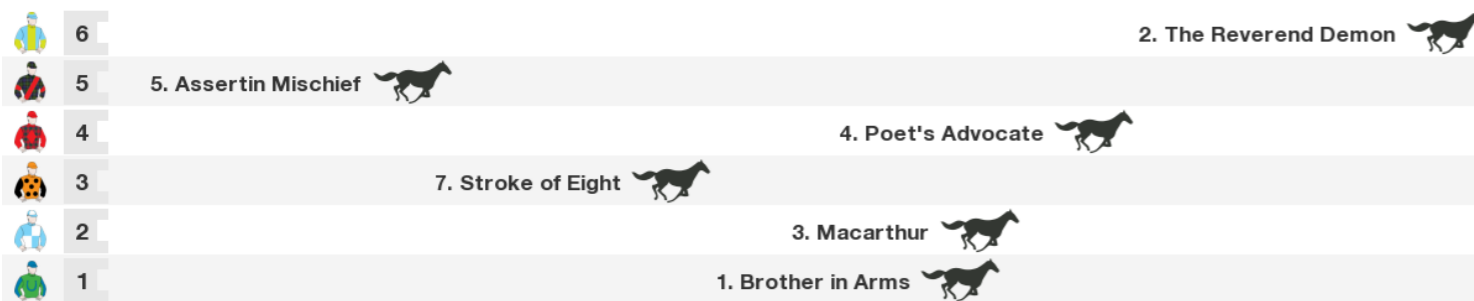 6 2. The Reverend Demon
5 5. Assertin Mischief
4 4. Poet's Advocate
3 7. Stroke of Eight
2 3. Macarthur
1 1. Brother in Arms